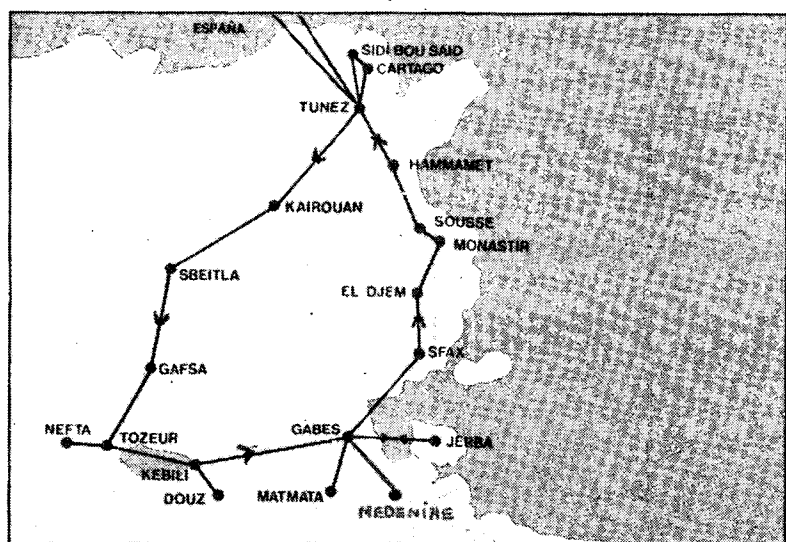 ESPAÑA
SIDI BOU SAID
CARTAGO
TUNEZ
HAMMAMET
KAIROUAN
SOUSSE
MONASTIR
SBEITLA
EL DJEM
SFAX
GAFSA
GABES
NEFTA
TOZEUR
JERBA
KEBILI
DOUZ
MATMATA
MEDENINE